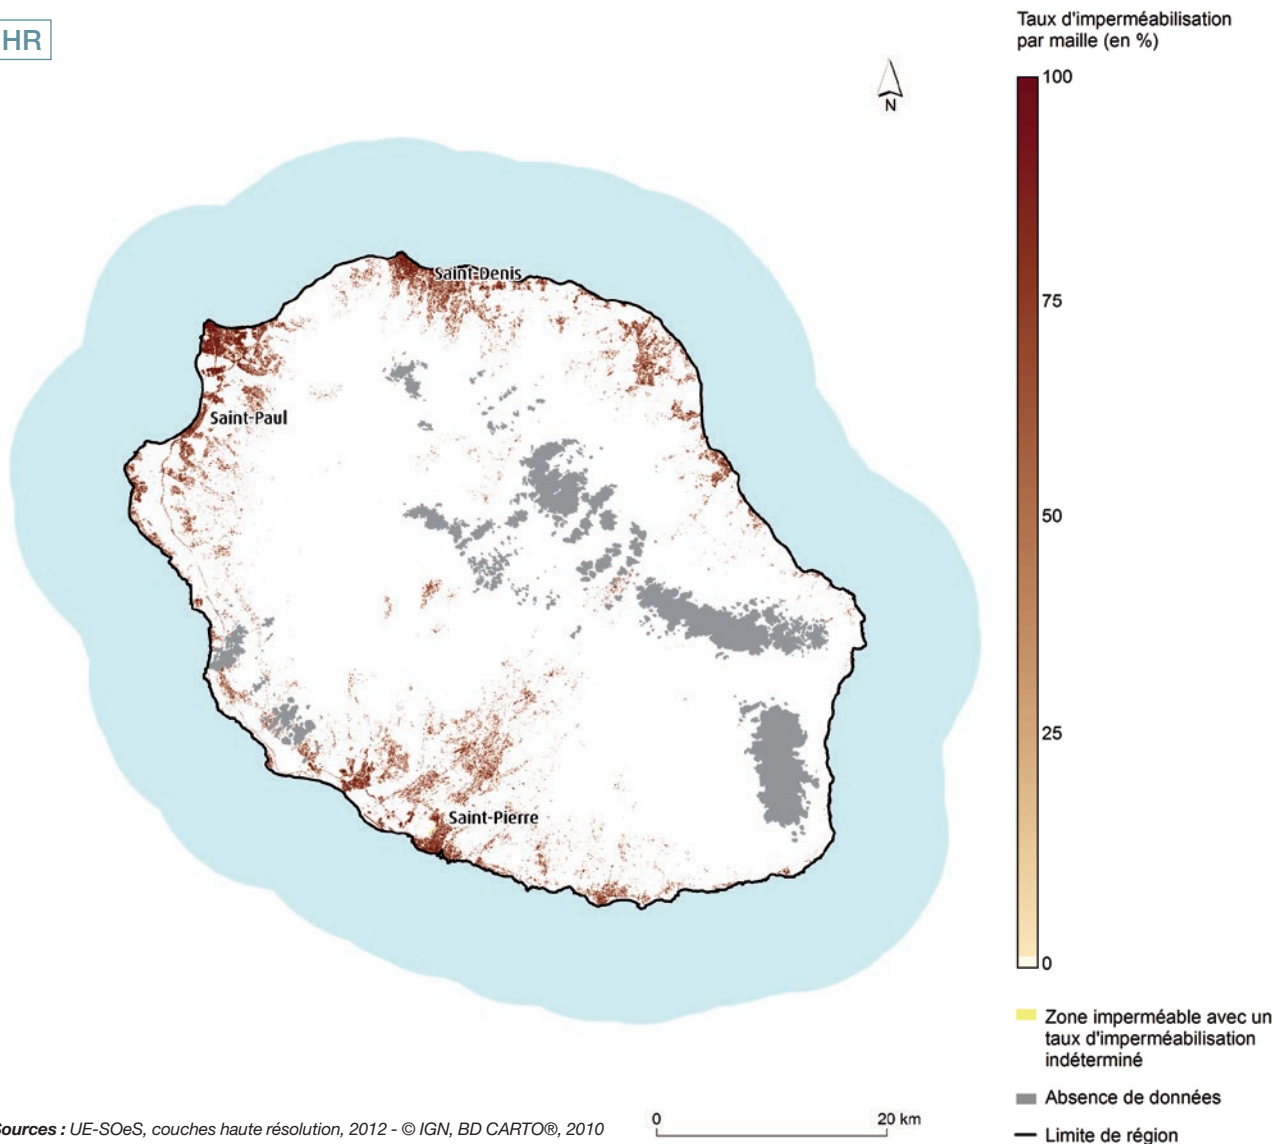 HR
Taux d'imperméabilisation
par maille (en %)
100
N
75
50
25
0
Saint-Denis
Saint-Paul
Saint-Pierre
Zone imperméable avec un
taux d'imperméabilisation
indéterminé
Absence de données
Limite de région
0 20 km
Sources : UE-SOeS, couches haute résolution, 2012 - © IGN, BD CARTO®, 2010